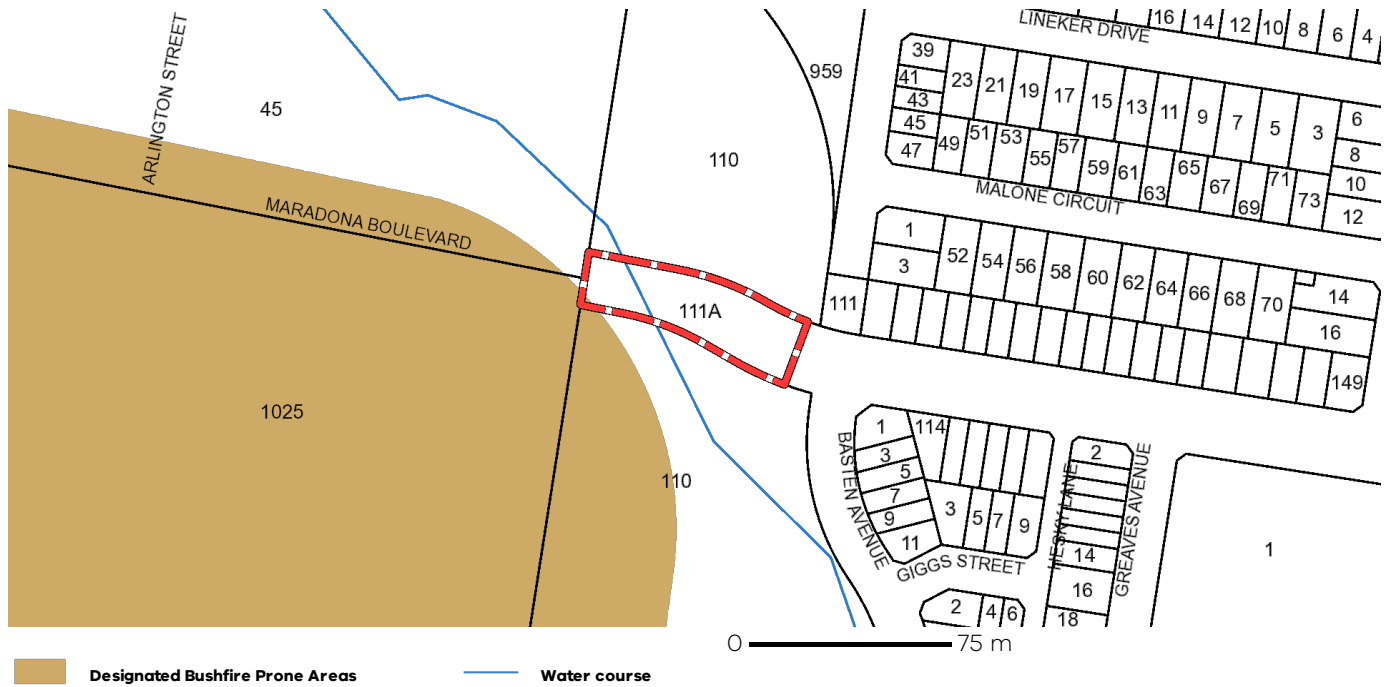 LINEKER DRIVE
16 14 12 10 8 6 4
ARLINGTON STREET
45
959
110
39
41
43
45
47
23 21 19 17 15 13 11 9 7 5 3
6
8
10
12
49 51 53 55 57 59 61 63 65 67 69 71 73
MALONE CIRCUIT
MARADONA BOULEVARD
1
3
52 54 56 58 60 62 64 66 68 70
14
16
111A
111
149
1025
110
BASTEN AVENUE
1
3
5
7
9
11
114
3 5 7 9
GIGGS STREET
HESKY LANE
2
14
16
18
GREAVES AVENUE
1
2 4 6
0 75 m
Designated Bushfire Prone Areas
Water course